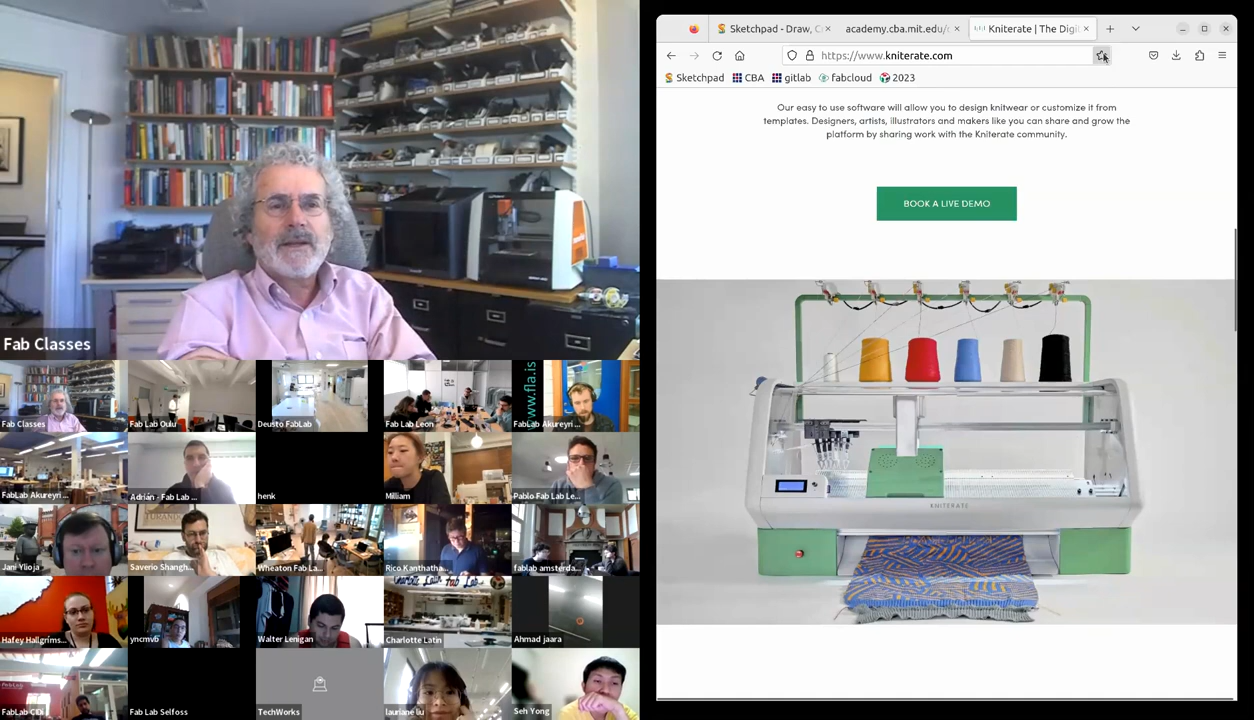 Fab Classes
Fab Classes
Fab Lab Oulu
Deusto FabLab
Fab Lab Leon
www.fla.is
FabLab Akureyri ...
FabLab Akureyri ...
Adrián - Fab Lab ...
henk
Milliam
Pablo Fab Lab Le...
Jani Ylioja
Saverio Shangh...
Wheaton Fab La...
Rico Kanthatha...
fablab amsterda...
Hafey Hallgríms...
yncmvb
Walter Lenigan
Charlotte Latin
Ahmad jaara
Fab Lab Selfoss
TechWorks
lauriane liu
Seh Yong
Sketchpad - Draw, C
academy.cba.mit.edu/
Kniterate | The Digi
https://www.kniterate.com
Sketchpad
CBA
gitlab
fabcloud
2023
Our easy to use software will allow you to design knitwear or customize it from
templates. Designers, artists, illustrators and makers like you can share and grow the
platform by sharing work with the Kniterate community.
BOOK A LIVE DEMO
KNITERATE